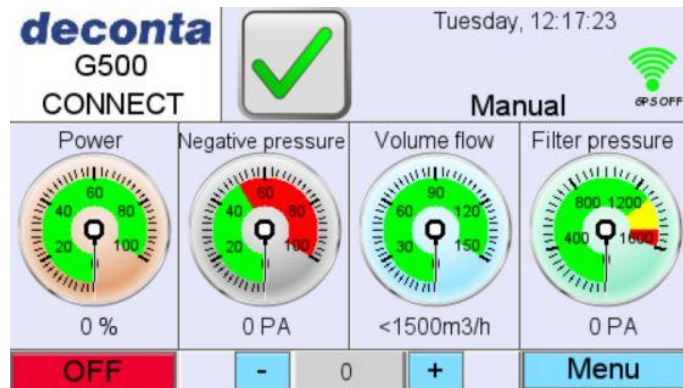 deconta
G500
CONNECT
Tuesday, 12:17:23
Manual
GPS OFF
Power
Negative pressure
Volume flow
Filter pressure
20 40 60 80 100
20 40 60 80 100
30 60 90 120 150
400 800 1200 1600
0 %
0 PA
<1500m3/h
0 PA
OFF
-
0
+
Menu